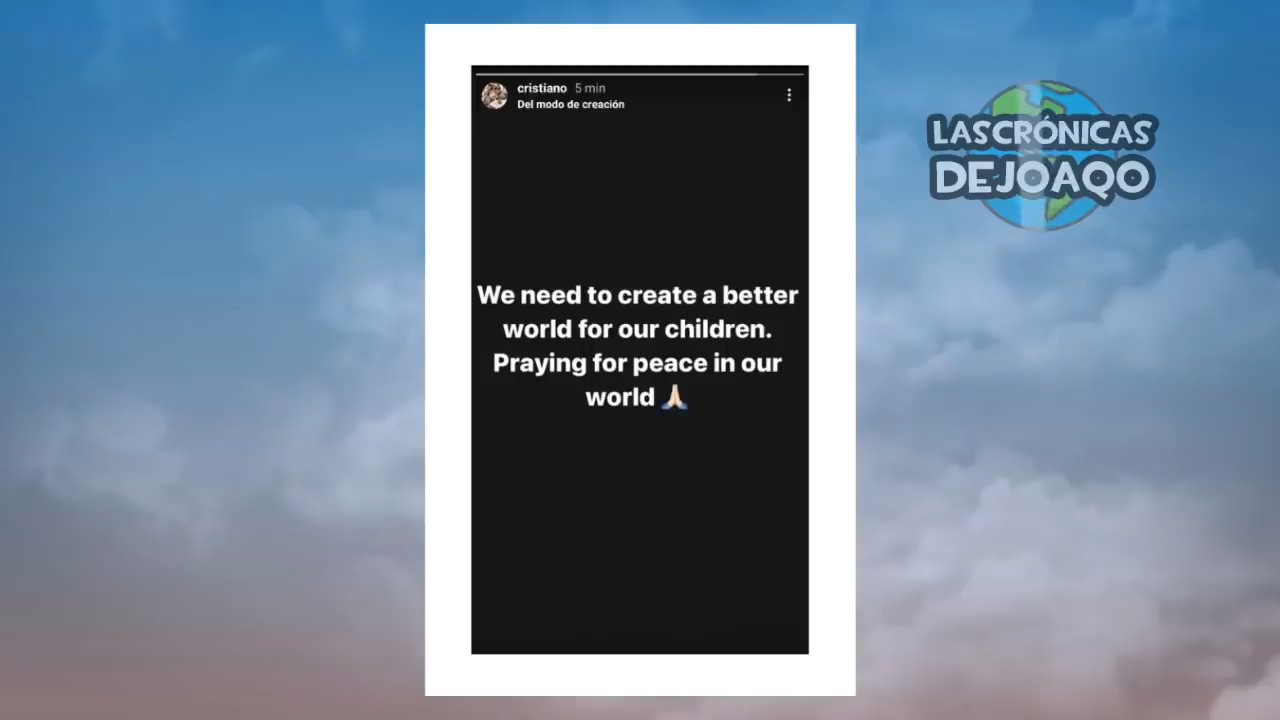 cristiano 5 min
Del modo de creación
LASCRÓNICAS
DEJOAQO
We need to create a better
world for our children.
Praying for peace in our
world 🙏🏻